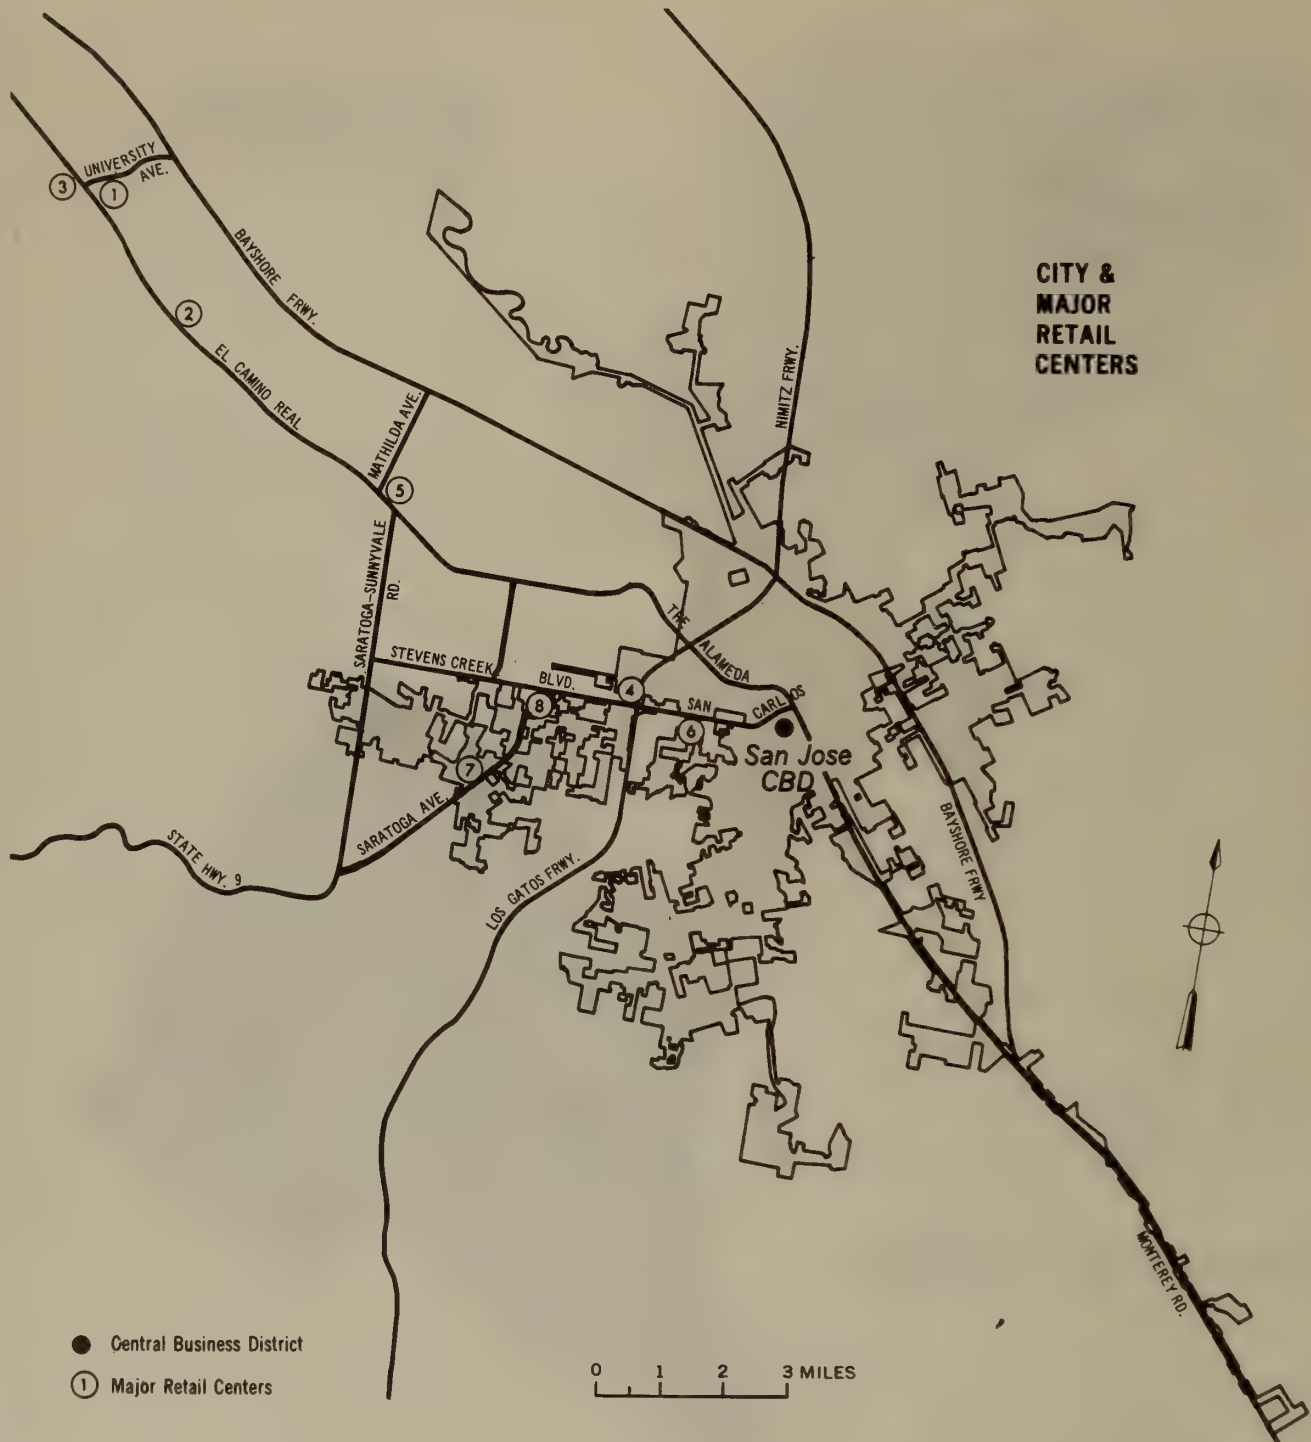 CITY &
MAJOR
RETAIL
CENTERS
UNIVERSITY
AVE.
3
1
BAYSHORE FRWY.
2
EL CAMINO REAL
MATHILDA AVE.
5
NIMITZ FRWY.
SARATOGA-SUNNYVALE
RD.
THE ALAMEDA
STEVENS CREEK
BLVD.
4
SAN
CARLOS
8
6
San Jose
CBD
7
SARATOGA AVE.
STATE HWY. 9
LOS GATOS FRWY.
BAYSHORE FRWY
MONTEREY RD.
Central Business District
1 Major Retail Centers
0 1 2 3 MILES